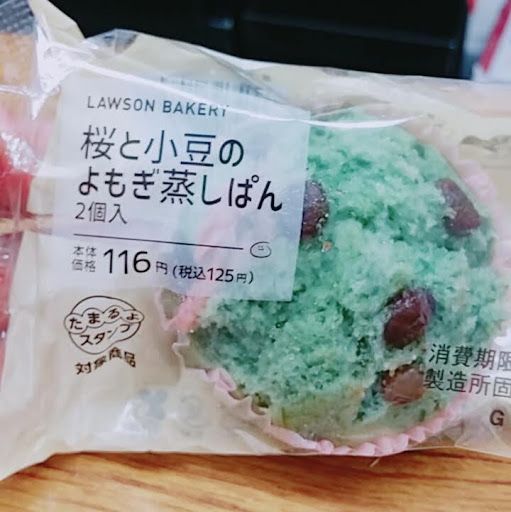 LAWSON BAKERY
桜と小豆の
よもぎ蒸しぱん
2個入
本体価格 116円(税込125円)
たまるよ
スタンプ
対象商品
消費期限
製造所固
G